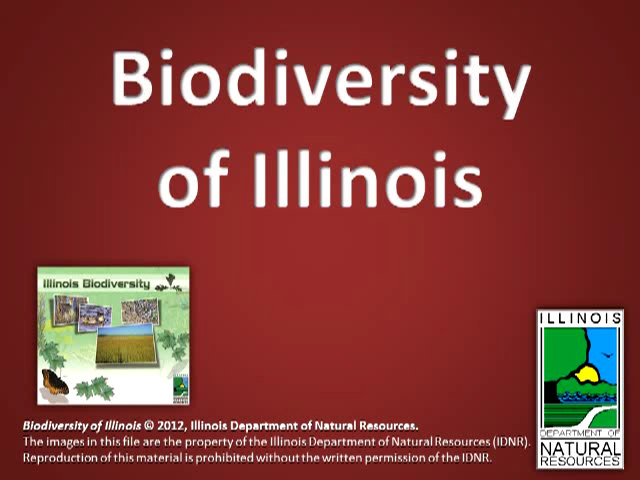 Biodiversity
of Illinois
Illinois Biodiversity
Biodiversity of Illinois © 2012, Illinois Department of Natural Resources.
The images in this file are the property of the Illinois Department of Natural Resources (IDNR).
Reproduction of this material is prohibited without the written permission of the IDNR.
ILLINOIS
DEPARTMENT OF
NATURAL
RESOURCES